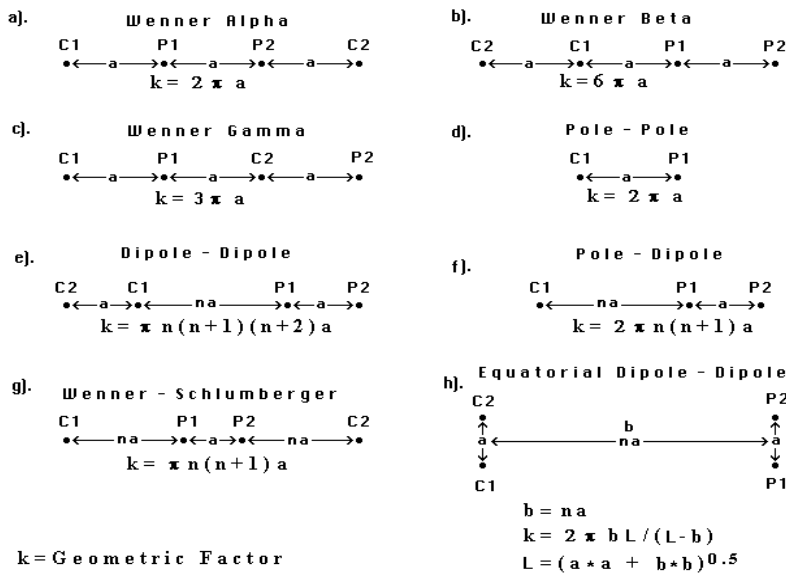 a). Wenner Alpha
C1 P1 P2 C2
a a a
k = 2 π a
b). Wenner Beta
C2 C1 P1 P2
a a a
k = 6 π a
c). Wenner Gamma
C1 P1 C2 P2
a a a
k = 3 π a
d). Pole - Pole
C1 P1
a
k = 2 π a
e). Dipole - Dipole
C2 C1 P1 P2
a na a
k = π n(n+1)(n+2)a
f). Pole - Dipole
C1 P1 P2
na a
k = 2 π n(n+1)a
g). Wenner - Schlumberger
C1 P1 P2 C2
na a na
k = π n(n+1)a
h). Equatorial Dipole - Dipole
C2 P2
b
a na a
C1 P1
b = na
k = 2 π b L/(L-b)
L = (a*a + b*b)^0.5
k = Geometric Factor